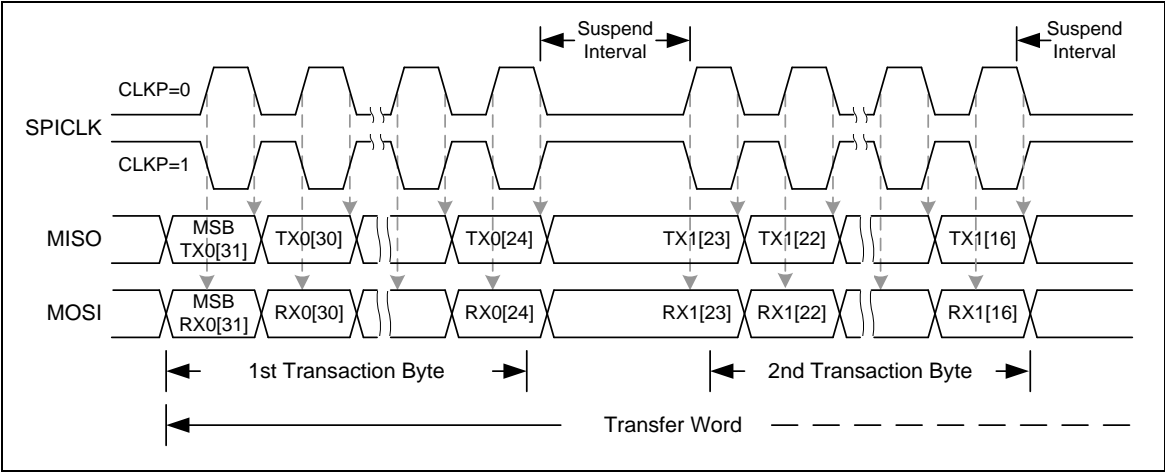 Suspend
Interval
Suspend
Interval
CLKP=0
SPICLK
CLKP=1
MISO
MSB
TX0[31]
TX0[30]
TX0[24]
TX1[23]
TX1[22]
TX1[16]
MOSI
MSB
RX0[31]
RX0[30]
RX0[24]
RX1[23]
RX1[22]
RX1[16]
1st Transaction Byte
2nd Transaction Byte
Transfer Word